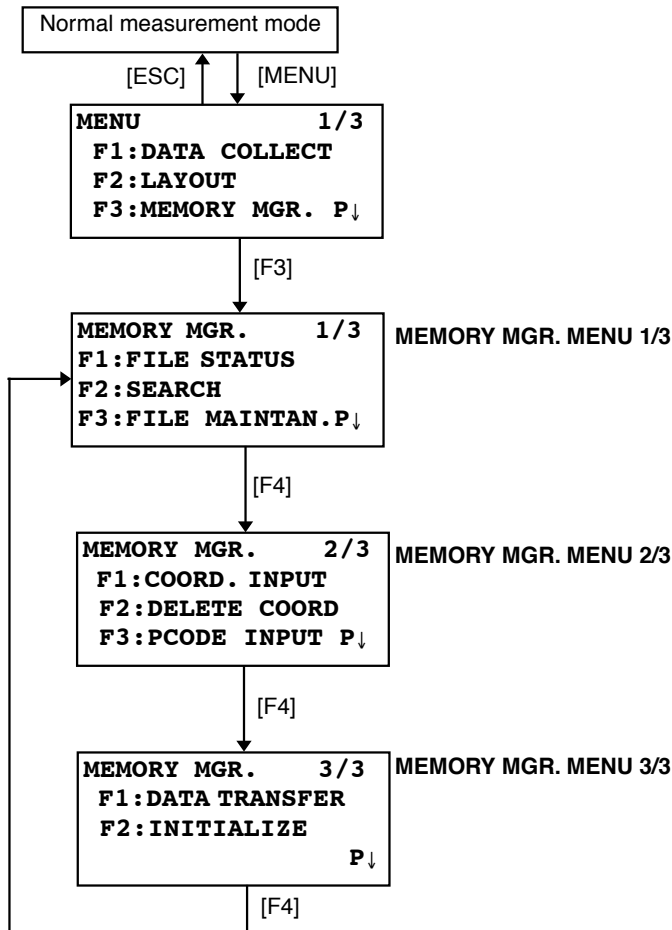 Normal measurement mode
[ESC] [MENU]
MENU 1/3
F1:DATA COLLECT
F2:LAYOUT
F3:MEMORY MGR. P↓
[F3]
MEMORY MGR. 1/3 MEMORY MGR. MENU 1/3
F1:FILE STATUS
F2:SEARCH
F3:FILE MAINTAN.P↓
[F4]
MEMORY MGR. 2/3 MEMORY MGR. MENU 2/3
F1:COORD. INPUT
F2:DELETE COORD
F3:PCODE INPUT P↓
[F4]
MEMORY MGR. 3/3 MEMORY MGR. MENU 3/3
F1:DATA TRANSFER
F2:INITIALIZE
P↓
[F4]